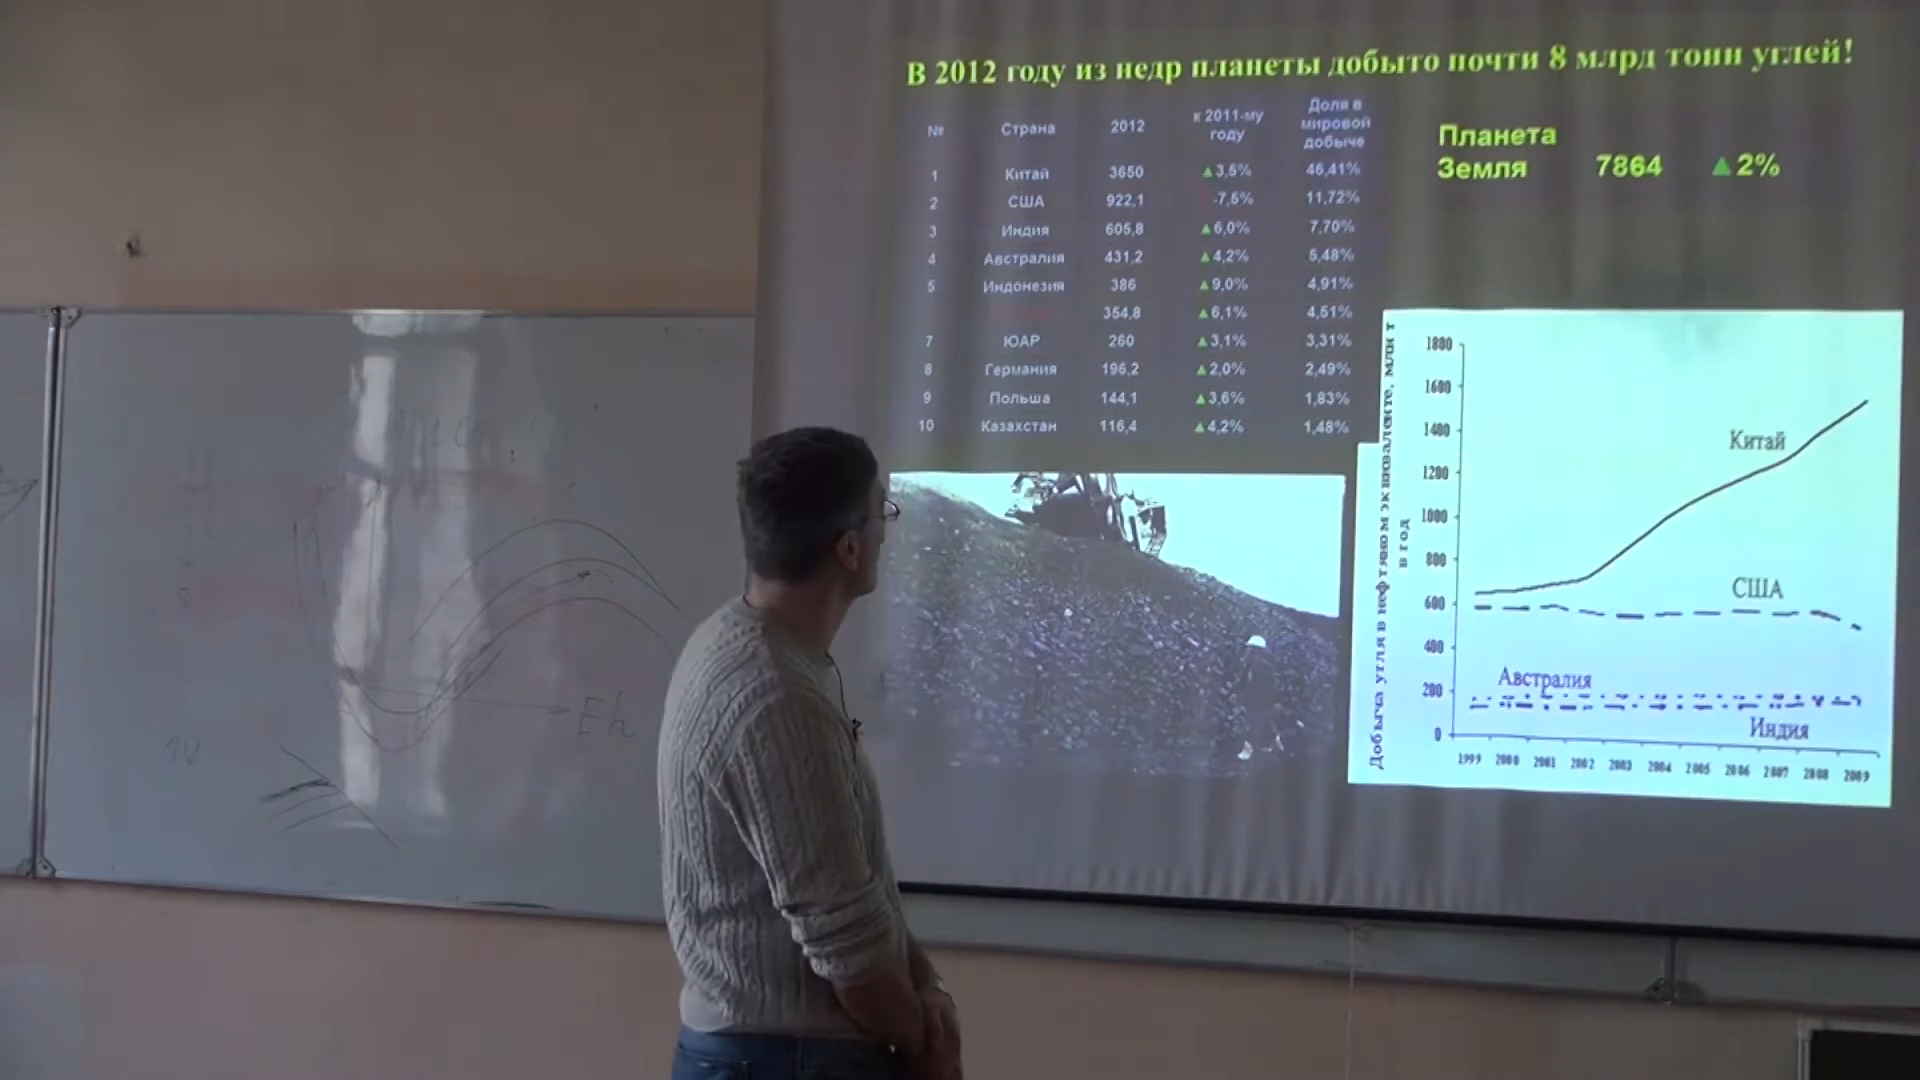 В 2012 году из недр планеты добыто почти 8 млрд тонн углей!
№ Страна 2012 к 2011-му году Доля в мировой добыче
1 Китай 3650 ▲3,5% 46,41%
2 США 922,1 -7,5% 11,72%
3 Индия 605,8 ▲6,0% 7,70%
4 Австралия 431,2 ▲4,2% 5,48%
5 Индонезия 386 ▲9,0% 4,91%
354,8 ▲6,1% 4,51%
7 ЮАР 260 ▲3,1% 3,31%
8 Германия 196,2 ▲2,0% 2,49%
9 Польша 144,1 ▲3,6% 1,83%
10 Казахстан 116,4 ▲4,2% 1,48%
Планета
Земля 7864 ▲2%
Добыча угля в нефтяном эквиваленте, млн т
в год
1800
1600
1400
1200
1000
800
600
400
200
0
Китай
США
Австралия
Индия
1999 2000 2001 2002 2003 2004 2005 2006 2007 2008 2009
Eh